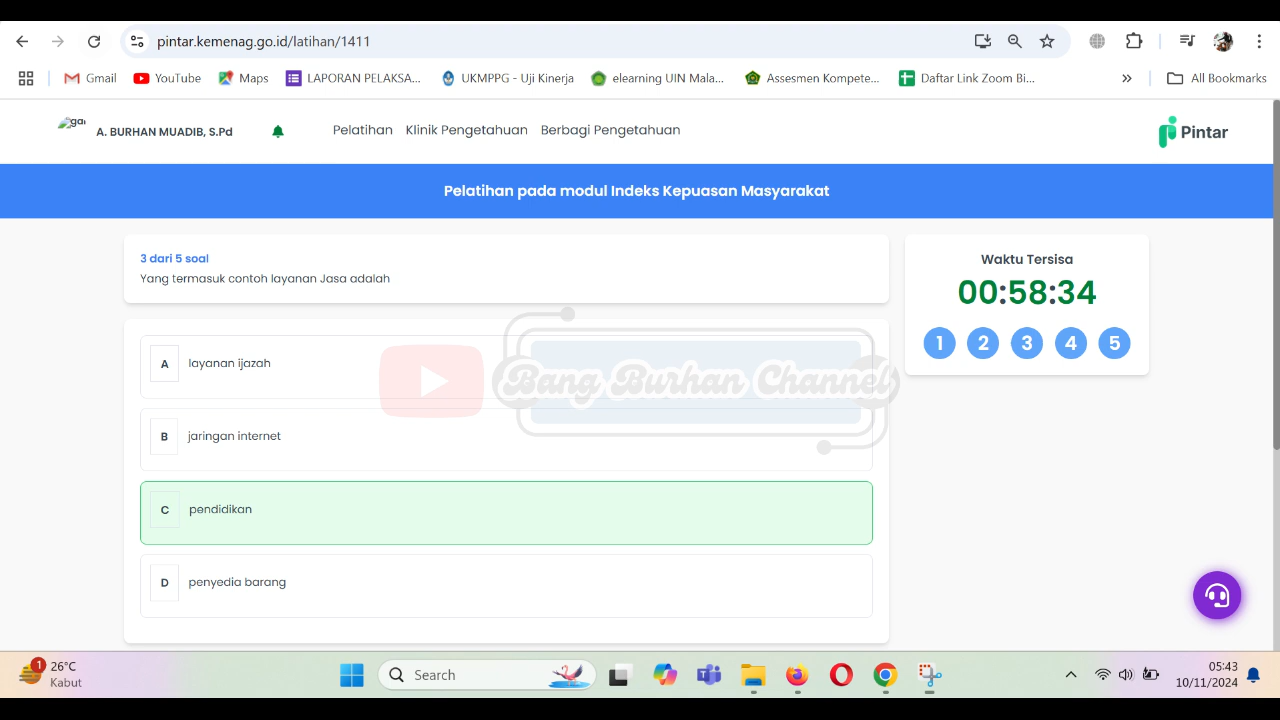 pintar.kemenag.go.id/latihan/1411
Gmail
YouTube
Maps
LAPORAN PELAKSA...
UKMPPG - Uji Kinerja
elearning UIN Mala...
Assesmen Kompete...
Daftar Link Zoom Bi...
»
All Bookmarks
gar
A. BURHAN MUADIB, S.Pd
Pelatihan
Klinik Pengetahuan
Berbagi Pengetahuan
Pintar
Pelatihan pada modul Indeks Kepuasan Masyarakat
3 dari 5 soal
Yang termasuk contoh layanan Jasa adalah
Waktu Tersisa
00:58:34
1 2 3 4 5
A layanan ijazah
Bang Burhan Channel
B jaringan internet
C pendidikan
D penyedia barang
1
26°C
Kabut
Search
05:43
10/11/2024